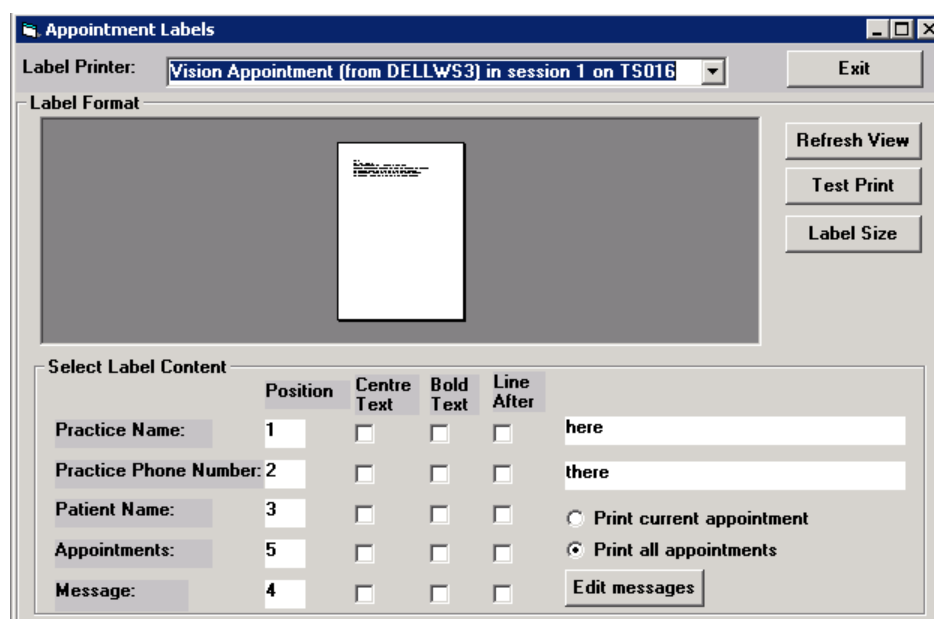 Appointment Labels
Label Printer: Vision Appointment (from DELLWS3) in session 1 on TS016 Exit
Label Format
Refresh View
Test Print
Label Size
Select Label Content
Position Centre Text Bold Text Line After
Practice Name: 1 here
Practice Phone Number: 2 there
Patient Name: 3 Print current appointment
Appointments: 5 Print all appointments
Message: 4 Edit messages